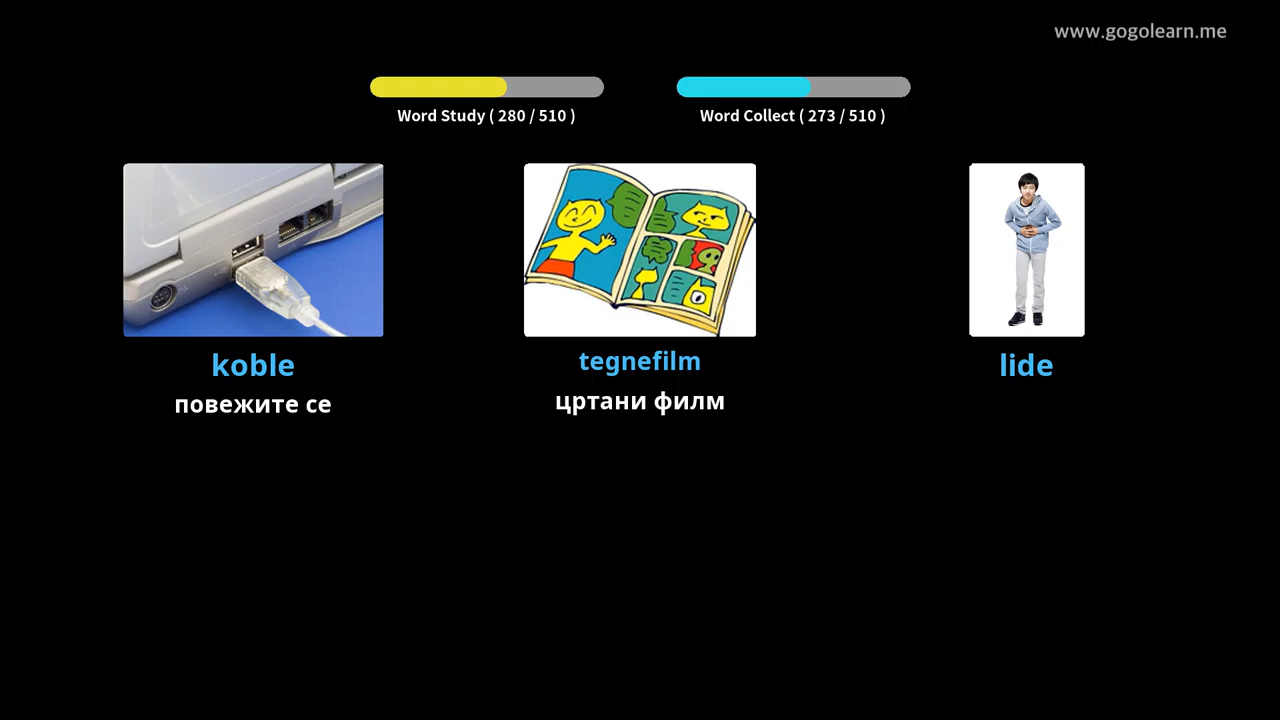 www.gogolearn.me
Word Study ( 280 / 510 )
Word Collect ( 273 / 510 )
koble
повежите се
tegnefilm
цртани филм
lide